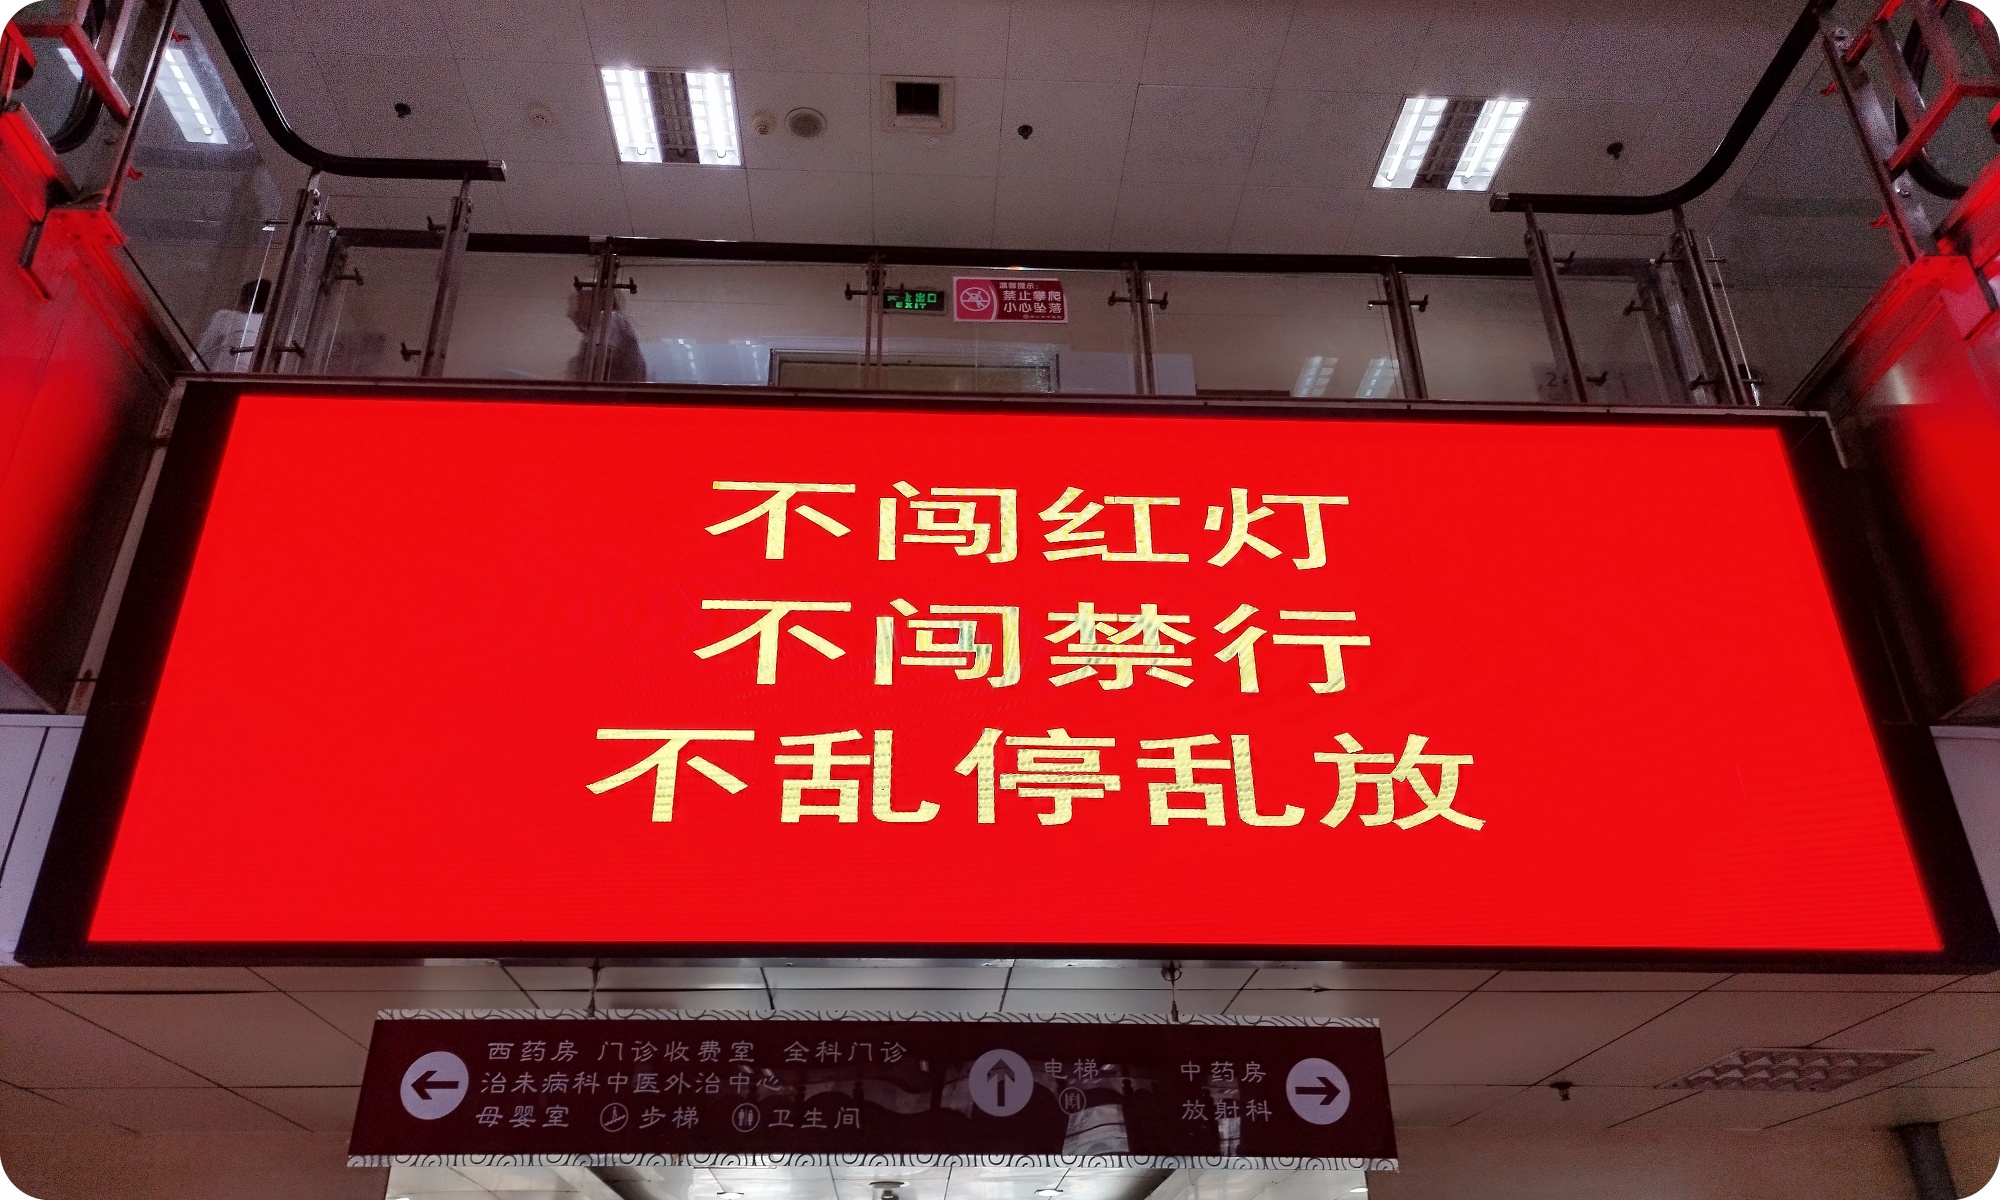 安全出口
EXIT
温馨提示:
禁止攀爬
小心坠落
不闯红灯
不闯禁行
不乱停乱放
西药房 门诊收费室 全科门诊
治未病科中医外治中心
母婴室 步梯 卫生间
电梯
中药房
放射科